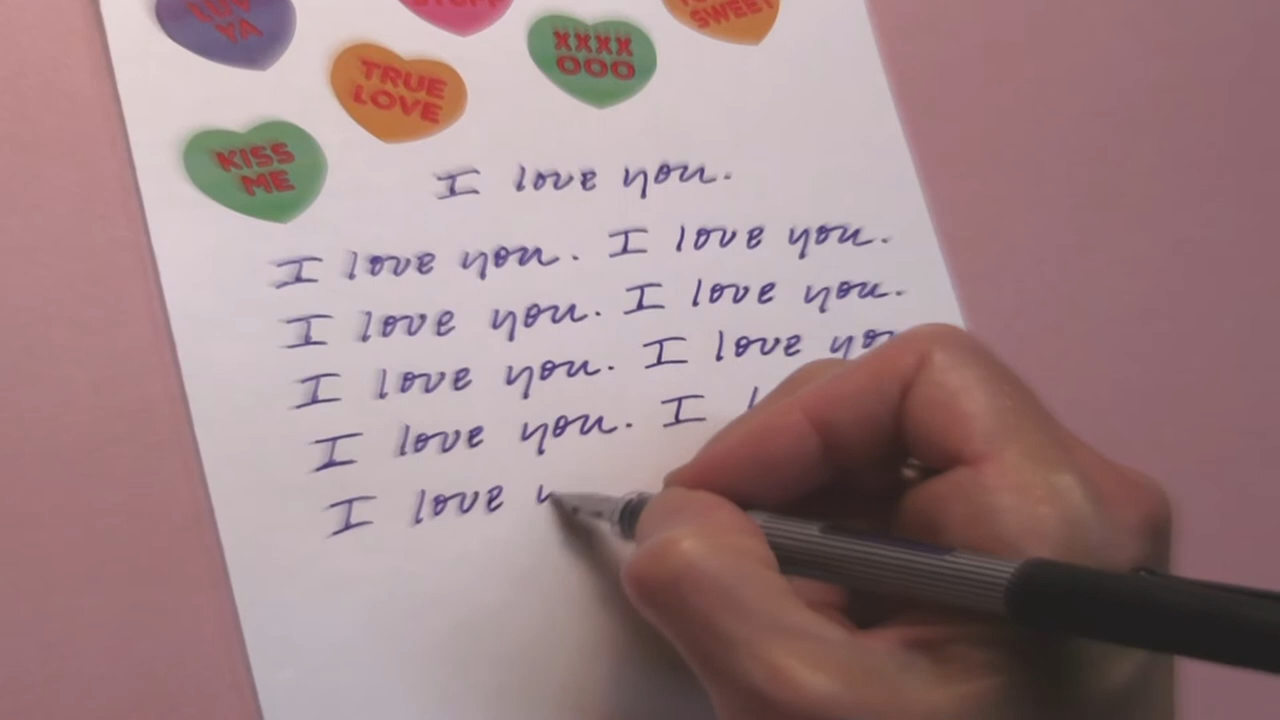 LUV
YA
SWEET
XXXX
OOO
TRUE
LOVE
KISS
ME
I love you.
I love you. I love you.
I love you. I love you.
I love you. I love yo
I love you. I
I love